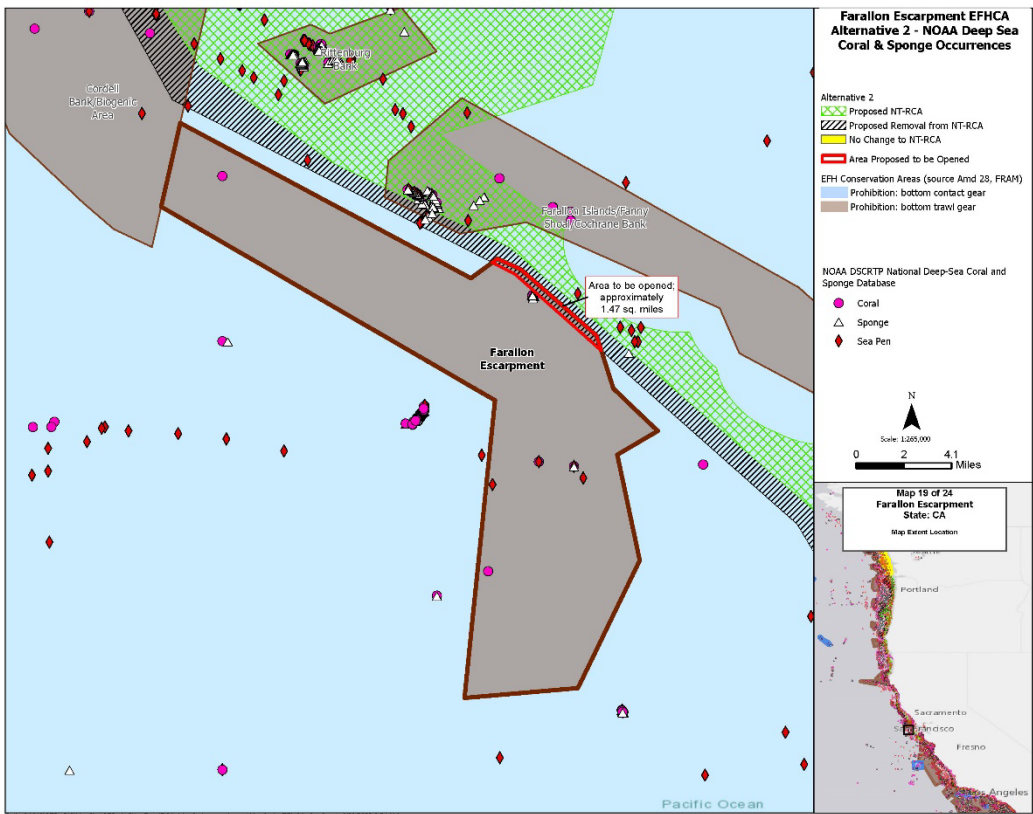 Farallon Escarpment EFHCA
Alternative 2 - NOAA Deep Sea
Coral & Sponge Occurrences
Alternative 2
Proposed NT-RCA
Proposed Removal from NT-RCA
No Change to NT-RCA
Area Proposed to be Opened
EFH Conservation Areas (source Amd 28, FRAM)
Prohibition: bottom contact gear
Prohibition: bottom trawl gear
NOAA DSCRTP National Deep-Sea Coral and
Sponge Database
Coral
Sponge
Sea Pen
N
Scale: 1:265,000
0 2 4.1
Miles
Map 19 of 24
Farallon Escarpment
State: CA
Map Extent Location
Portland
Sacramento
San Francisco
Fresno
Los Angeles
Rittenburg
Bank
Cordell
Bank/Biogenic
Area
Farallon Islands/Fanny
Shoal/Cochrane Bank
Area to be opened;
approximately
1.47 sq. miles
Farallon
Escarpment
Pacific Ocean